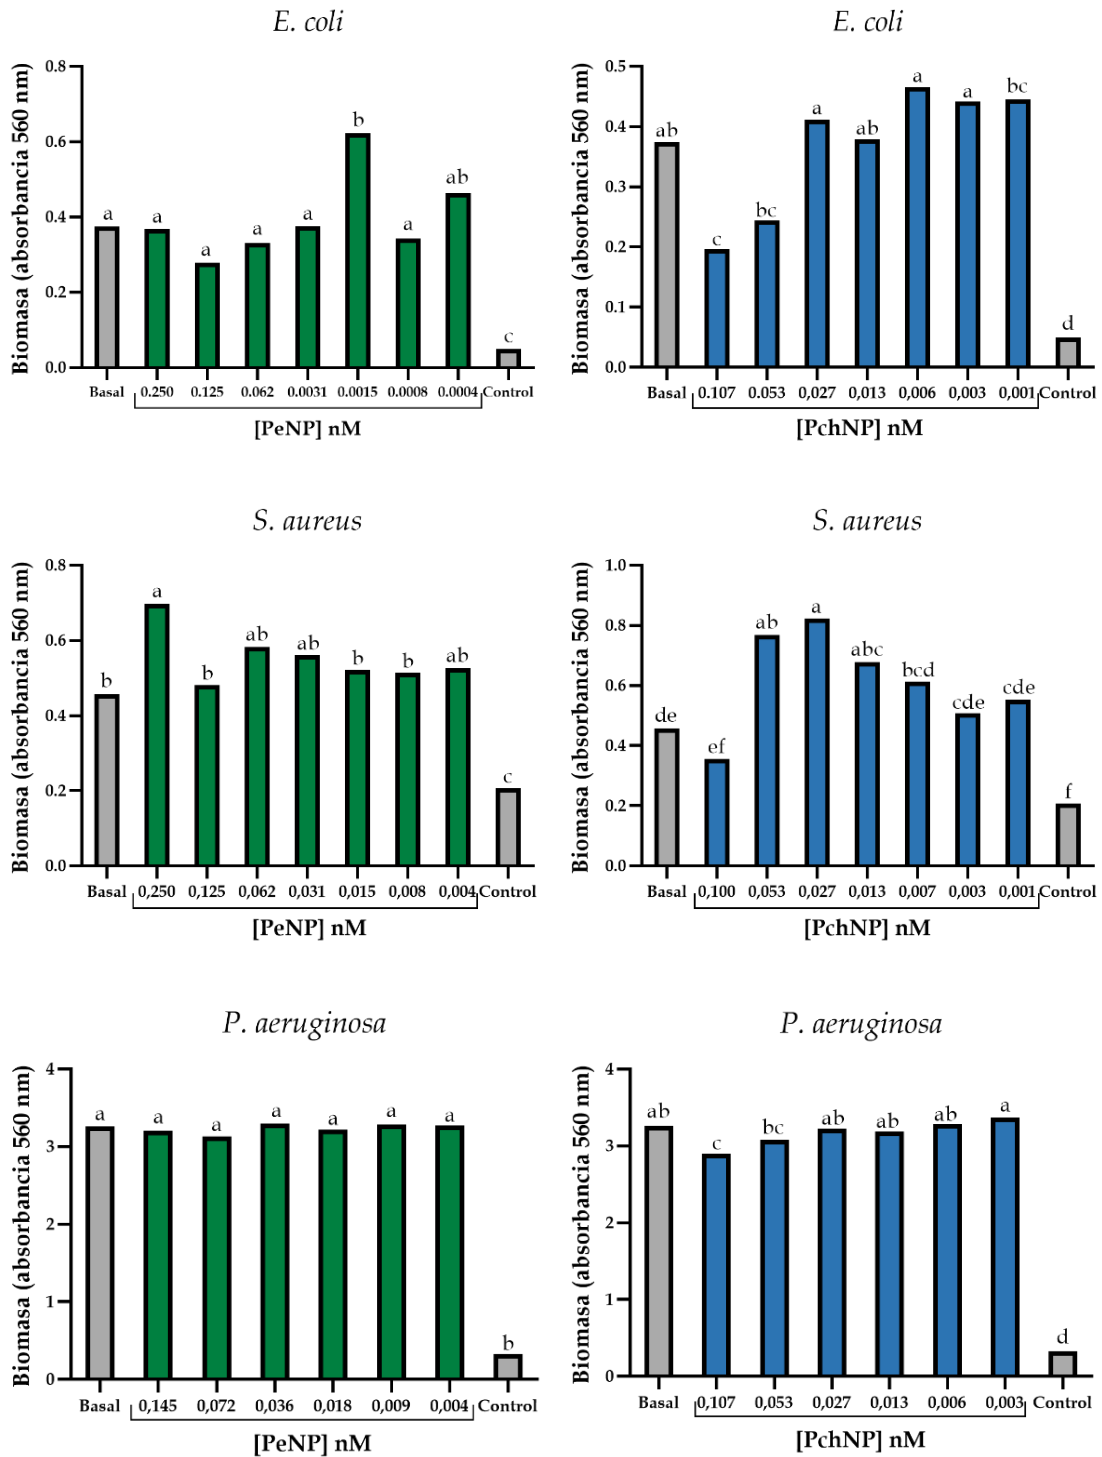 E. coli
Biomasa (absorbancia 560 nm)
0.8
0.6
0.4
0.2
0.0
a a a a a b a ab c
Basal 0.250 0.125 0.062 0.0031 0.0015 0.0008 0.0004 Control
[PeNP] nM
E. coli
Biomasa (absorbancia 560 nm)
0.5
0.4
0.3
0.2
0.1
0.0
ab c bc a ab a a bc d
Basal 0.107 0.053 0,027 0,013 0,006 0,003 0,001 Control
[PchNP] nM
S. aureus
Biomasa (absorbancia 560 nm)
0.8
0.6
0.4
0.2
0.0
b a b ab ab b b ab c
Basal 0,250 0,125 0,062 0,031 0,015 0,008 0,004 Control
[PeNP] nM
S. aureus
Biomasa (absorbancia 560 nm)
1.0
0.8
0.6
0.4
0.2
0.0
de ef ab a abc bcd cde cde f
Basal 0,100 0,053 0,027 0,013 0,007 0,003 0,001 Control
[PchNP] nM
P. aeruginosa
Biomasa (absorbancia 560 nm)
4
3
2
1
0
a a a a a a a b
Basal 0,145 0,072 0,036 0,018 0,009 0,004 Control
[PeNP] nM
P. aeruginosa
Biomasa (absorbancia 560 nm)
4
3
2
1
0
ab c bc ab ab ab a d
Basal 0,107 0,053 0,027 0,013 0,006 0,003 Control
[PchNP] nM